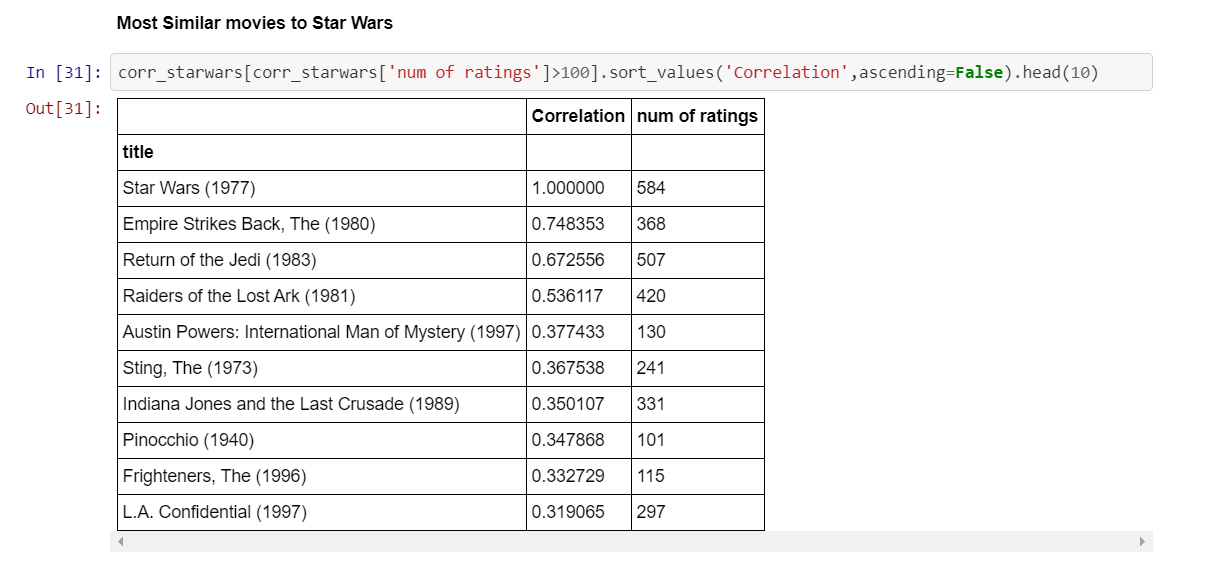 Most Similar movies to Star Wars
In [31]: corr_starwars[corr_starwars['num of ratings']>100].sort_values('Correlation',ascending=False).head(10)
Out[31]:
Correlation num of ratings
title
Star Wars (1977) 1.000000 584
Empire Strikes Back, The (1980) 0.748353 368
Return of the Jedi (1983) 0.672556 507
Raiders of the Lost Ark (1981) 0.536117 420
Austin Powers: International Man of Mystery (1997) 0.377433 130
Sting, The (1973) 0.367538 241
Indiana Jones and the Last Crusade (1989) 0.350107 331
Pinocchio (1940) 0.347868 101
Frighteners, The (1996) 0.332729 115
L.A. Confidential (1997) 0.319065 297